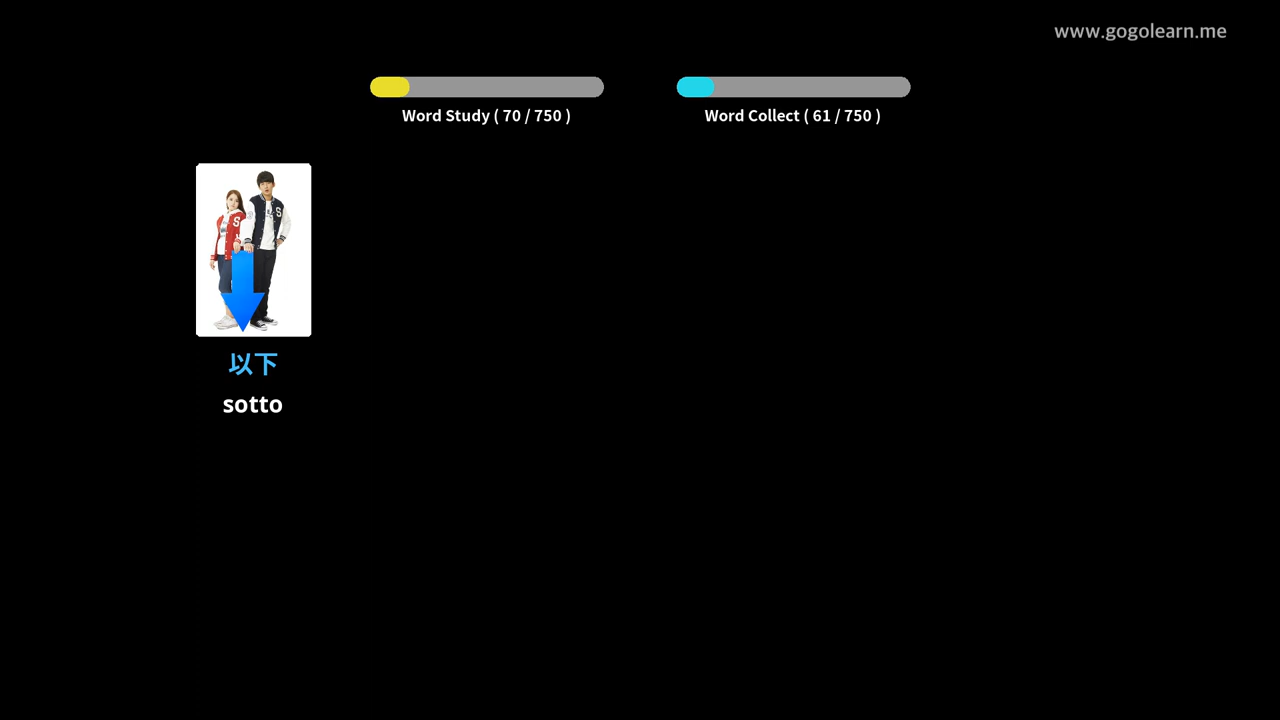 www.gogolearn.me
Word Study ( 70 / 750 )
Word Collect ( 61 / 750 )
S
S
以下
sotto